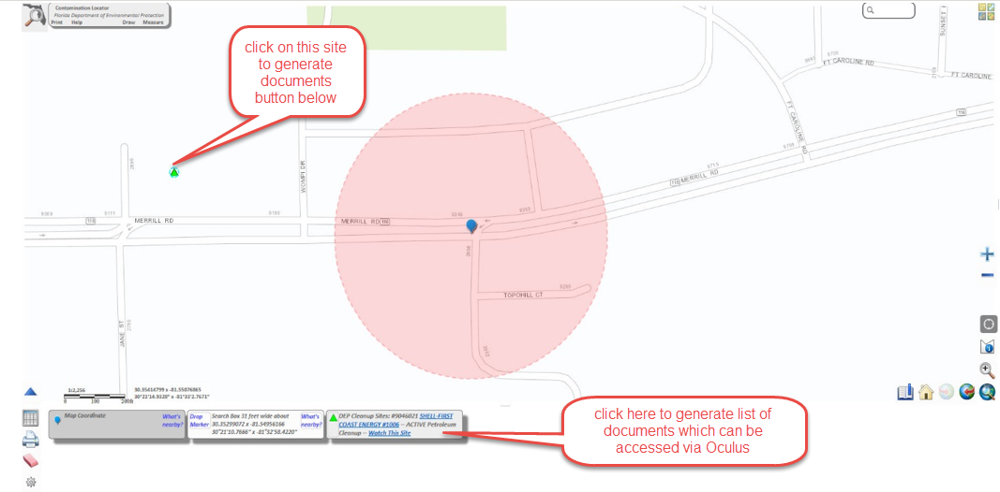 Contamination Locator
Florida Department of Environmental Protection
Print Help Draw Measure
click on this site
to generate
documents
button below
SUNSET
FT CAROLINE RD
FT CAROLINE
FT CAROLINE RD
116
WOMPI DR
MERRILL RD
MERRILL RD
116
MERRILL RD
TOPOHILL CT
JANE ST
1:2,256
0 100 200ft
30.35414799 x -81.55076865
30°21'14.9328" x -81°33'2.7671"
Map Coordinate
What's
nearby?
Drop
Marker
Search Box 31 feet wide about
30.35299072 x -81.54956166
30°21'10.7666" x -81°32'58.4220"
What's
nearby?
DEP Cleanup Sites: #9046021 SHELL-FIRST
COAST ENERGY #1006 -- ACTIVE Petroleum
Cleanup -- Watch This Site
click here to generate list of
documents which can be
accessed via Oculus